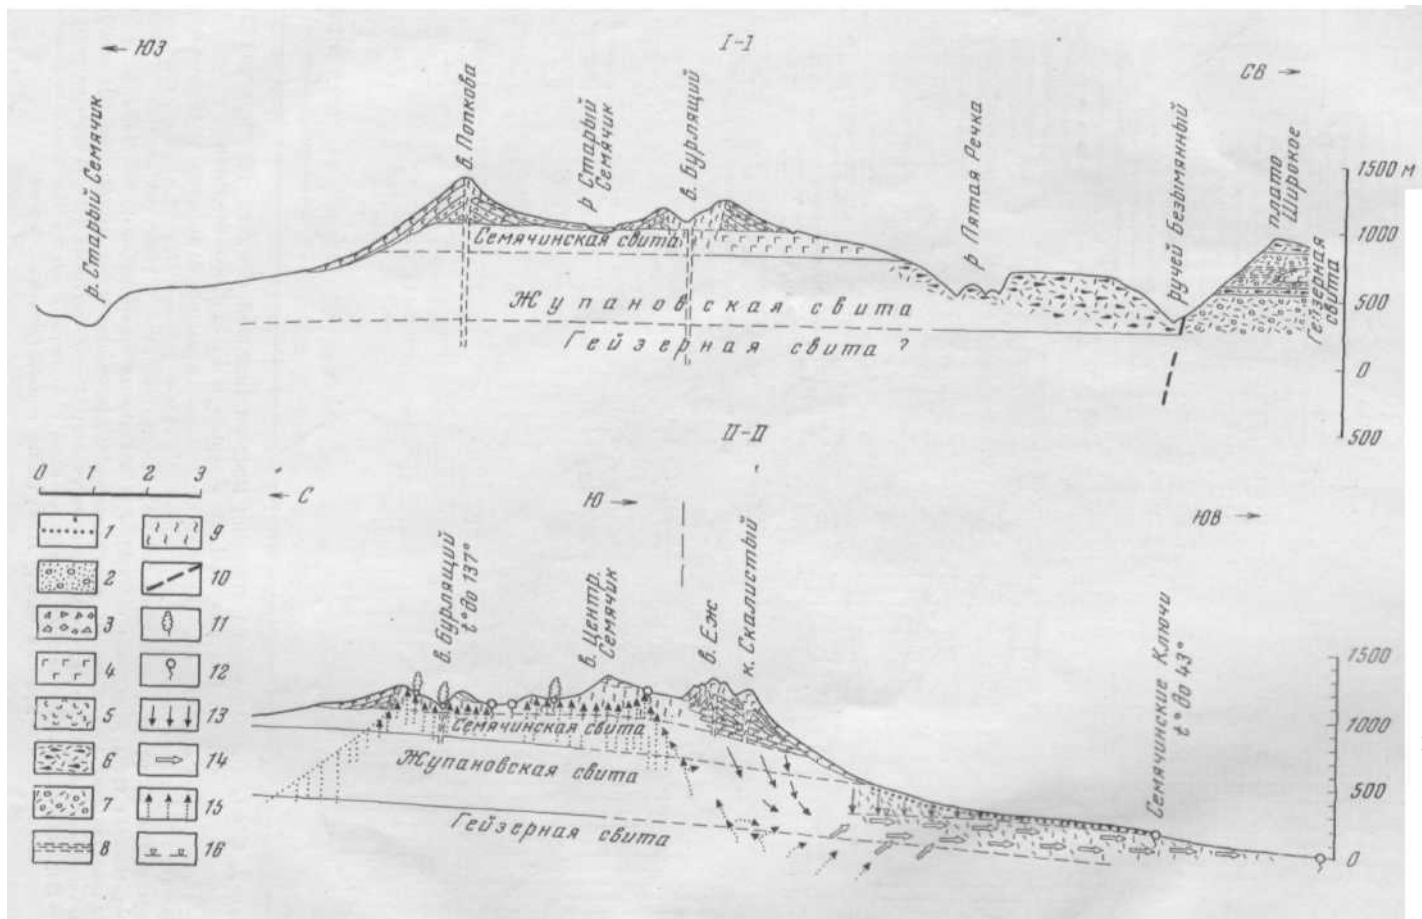 I-I
← ЮЗ
СВ →
р. Старый Семячик
в. Попкова
р Старый
Семячик
в. Бурлящий
р Пятая Речка
ручей Безымянный
плато
Широкое
Гейзерная
свита
1500 м
1000
500
0
500
Семячинская свита
Жупановская свита
Гейзерная свита ?
II-II
0 1 2 3
← С
Ю →
ЮВ →
1
2
3
4
5
6
7
8
9
10
11
12
13
14
15
16
в. Бурлящий
t° до 137°
в. Центр.
Семячик
в. Еж
к. Скалистый
Семячинские Ключи
t° до 43°
1500
1000
500
0
Семячинская свита
Жупановская свита
Гейзерная свита